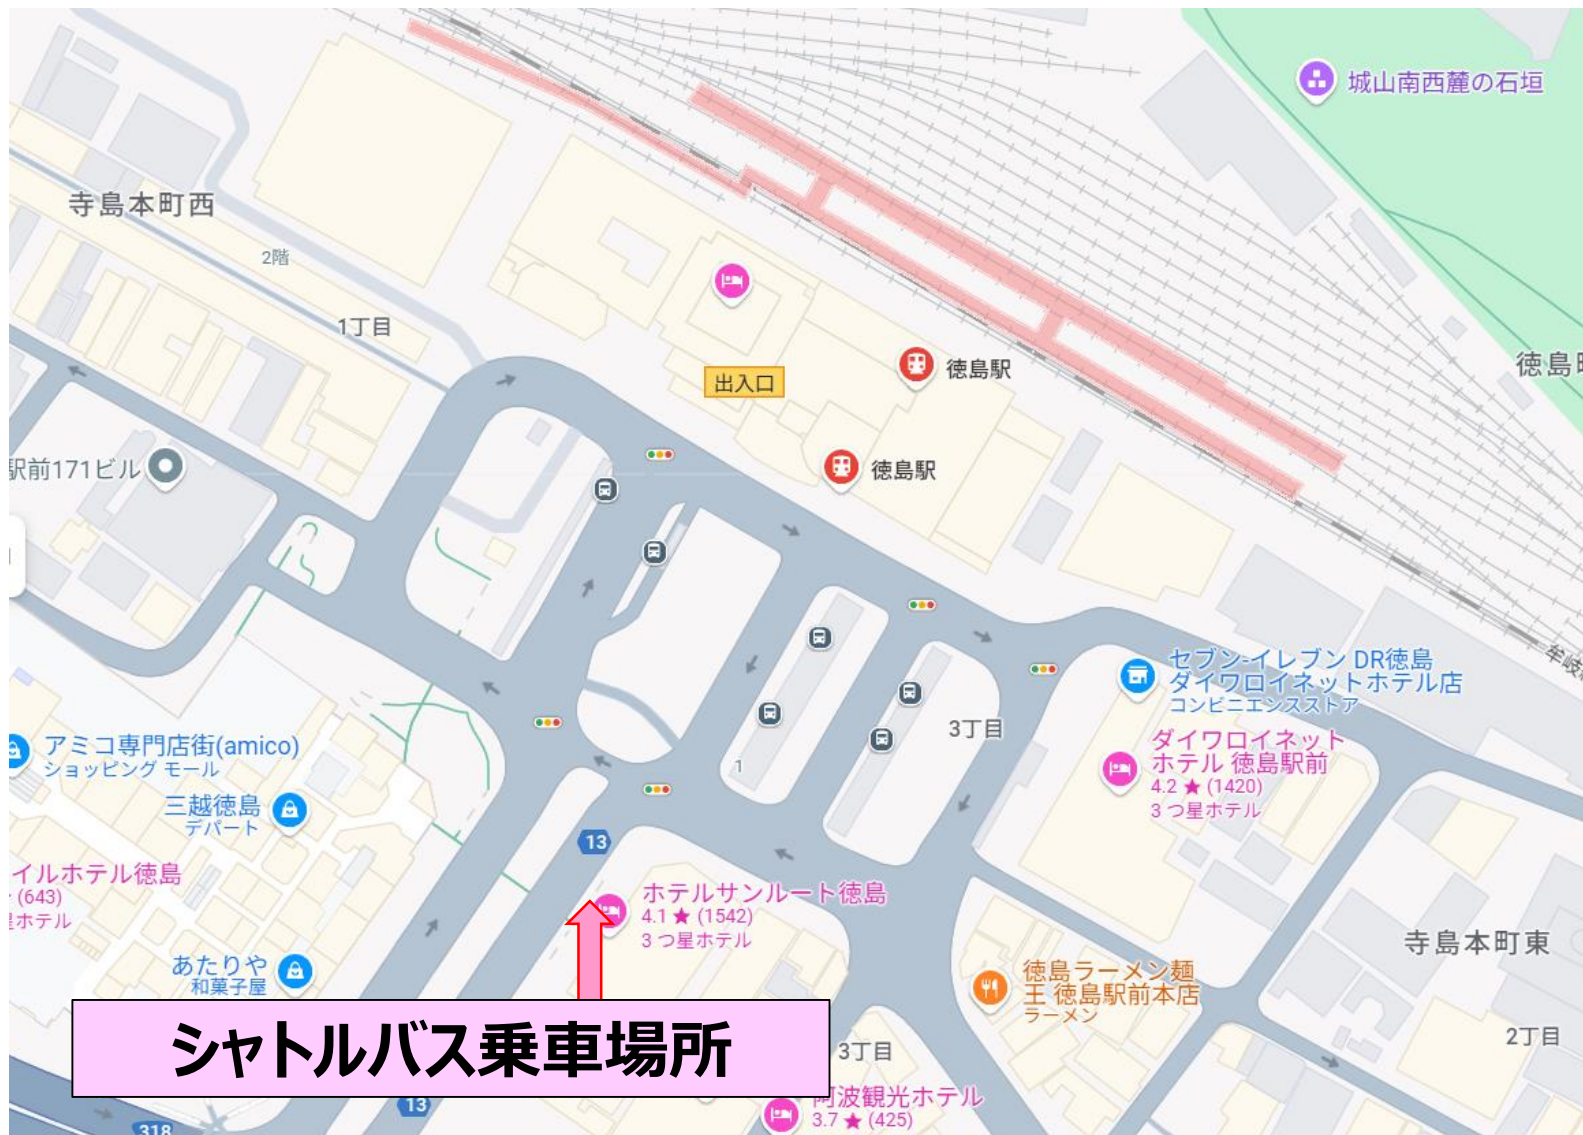 城山南西麓の石垣
寺島本町西
2階
1丁目
出入口
徳島駅
徳島
駅前171ビル
徳島駅
セブン-イレブン DR徳島
ダイワロイネットホテル店
コンビニエンスストア
牟岐
3丁目
ダイワロイネット
ホテル 徳島駅前
4.2 ★ (1420)
3 つ星ホテル
アミコ専門店街(amico)
ショッピング モール
1
三越徳島
デパート
13
イルホテル徳島
(643)
星ホテル
ホテルサンルート徳島
4.1 ★ (1542)
3 つ星ホテル
寺島本町東
あたりや
和菓子屋
徳島ラーメン麺
王 徳島駅前本店
ラーメン
シャトルバス乗車場所
3丁目
2丁目
阿波観光ホテル
3.7 ★ (425)
13
318